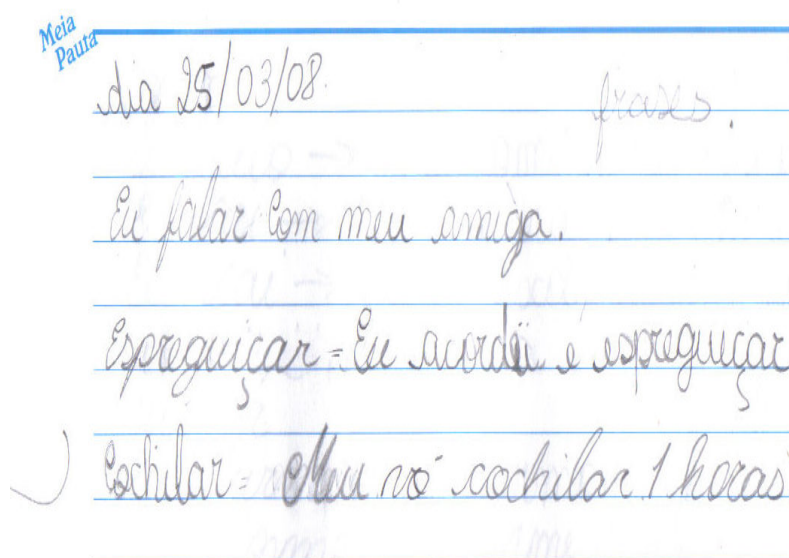 Meia
Pauta
dia 25/03/08.
frases.
Eu falar com meu amiga.
Espreguiçar = Eu acordei e espreguiçar
Cochilar = Meu vó cochilar 1 horas